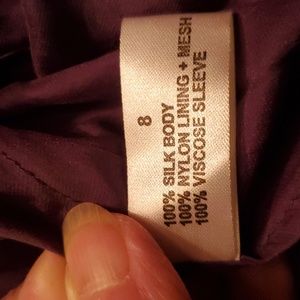 8
100% SILK BODY
100% NYLON LINING + MESH
100% VISCOSE SLEEVE